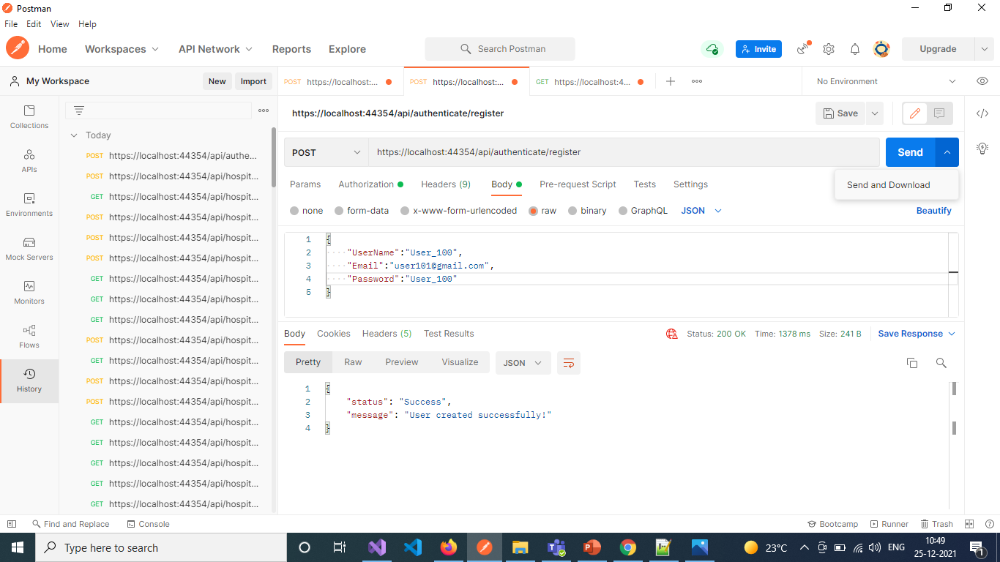 Postman
File Edit View Help
Home Workspaces API Network Reports Explore Search Postman Invite Upgrade
My Workspace New Import POST https://localhost:... POST https://localhost:... GET https://localhost:4... No Environment
Collections
APIs
Environments
Mock Servers
Monitors
Flows
History
Today
POST https://localhost:44354/api/authe...
POST https://localhost:44354/api/hospit...
GET https://localhost:44354/api/hospit...
POST https://localhost:44354/api/hospit...
POST https://localhost:44354/api/hospit...
POST https://localhost:44354/api/hospit...
GET https://localhost:44354/api/hospit...
GET https://localhost:44354/api/hospit...
GET https://localhost:44354/api/hospit...
POST https://localhost:44354/api/hospit...
GET https://localhost:44354/api/hospit...
POST https://localhost:44354/api/hospit...
POST https://localhost:44354/api/hospit...
GET https://localhost:44354/api/hospit...
GET https://localhost:44354/api/hospit...
GET https://localhost:44354/api/hospit...
GET https://localhost:44354/api/hospit...
GET https://localhost:44354/api/hospit...
https://localhost:44354/api/authenticate/register Save
POST https://localhost:44354/api/authenticate/register Send
Params Authorization Headers (9) Body Pre-request Script Tests Settings Send and Download
none form-data x-www-form-urlencoded raw binary GraphQL JSON Beautify
1 {
2 "UserName":"User_100",
3 "Email":"user101@gmail.com",
4 "Password":"User_100"
5 }
Body Cookies Headers (5) Test Results Status: 200 OK Time: 1378 ms Size: 241 B Save Response
Pretty Raw Preview Visualize JSON
1 {
2 "status": "Success",
3 "message": "User created successfully!"
4 }
Find and Replace Console Bootcamp Runner Trash
Type here to search 23°C ENG 10:49
25-12-2021 1